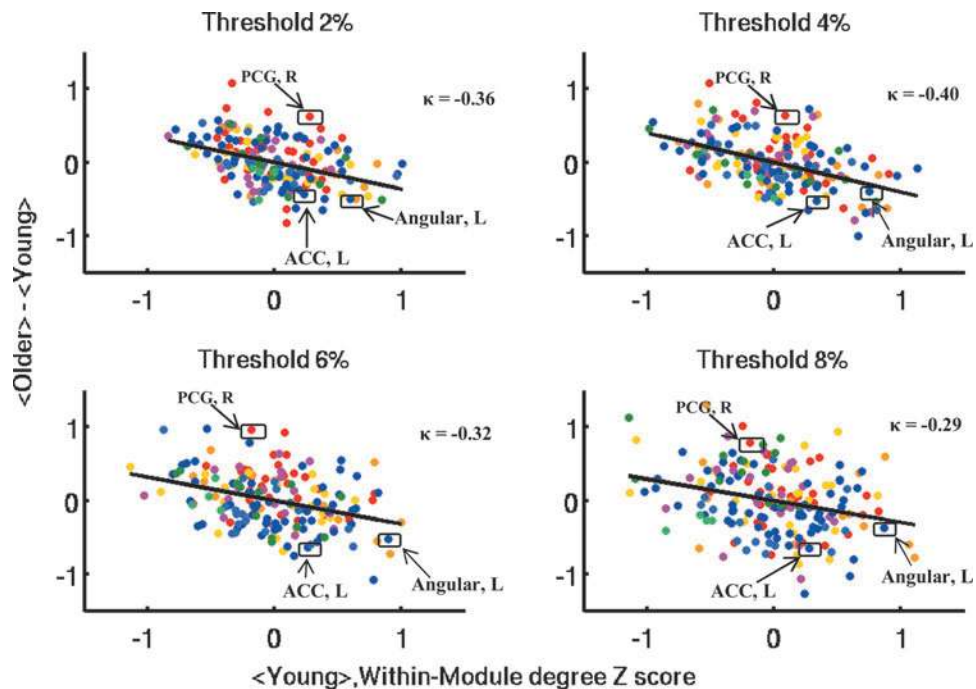 Threshold 2%
Threshold 4%
1
0
-1
PCG, R
κ = -0.36
ACC, L
Angular, L
-1 0 1
1
0
-1
PCG, R
κ = -0.40
ACC, L
Angular, L
-1 0 1
<Older> - <Young>
Threshold 6%
Threshold 8%
1
0
-1
PCG, R
κ = -0.32
ACC, L
Angular, L
-1 0 1
1
0
-1
PCG, R
κ = -0.29
ACC, L
Angular, L
-1 0 1
<Young>,Within-Module degree Z score